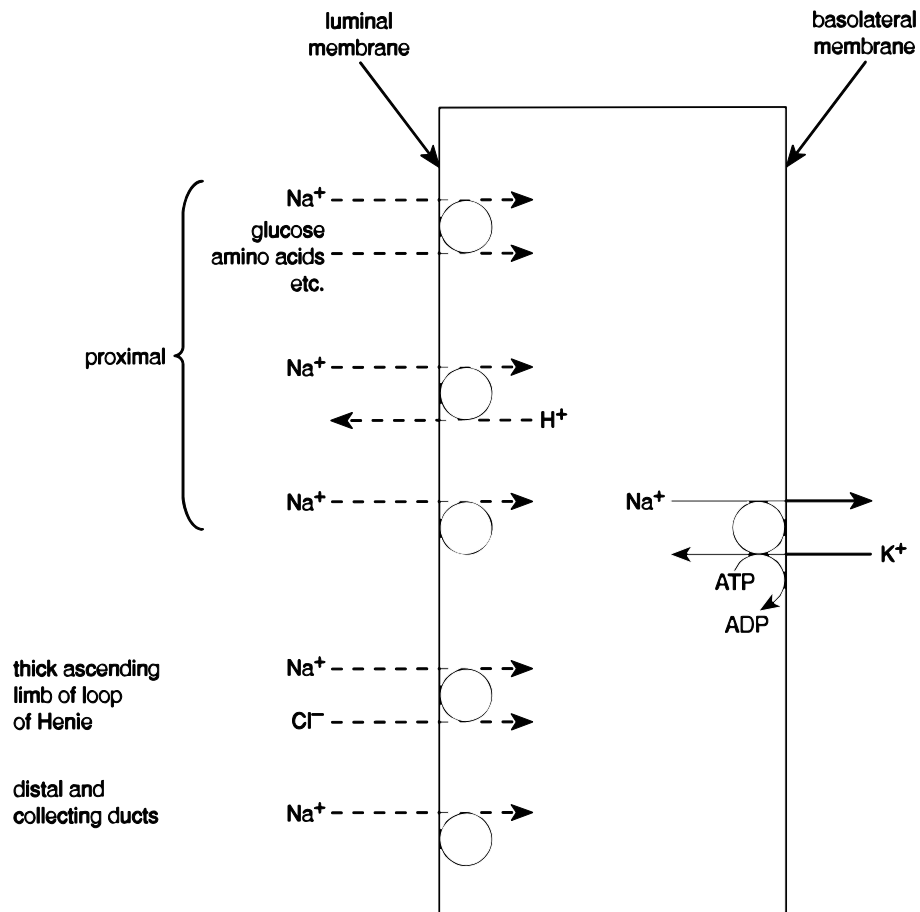 luminal
membrane
basolateral
membrane
Na+
glucose
amino acids
etc.
proximal
Na+
H+
Na+
Na+
K+
ATP
ADP
thick ascending
limb of loop
of Henie
Na+
Cl−
distal and
collecting ducts
Na+